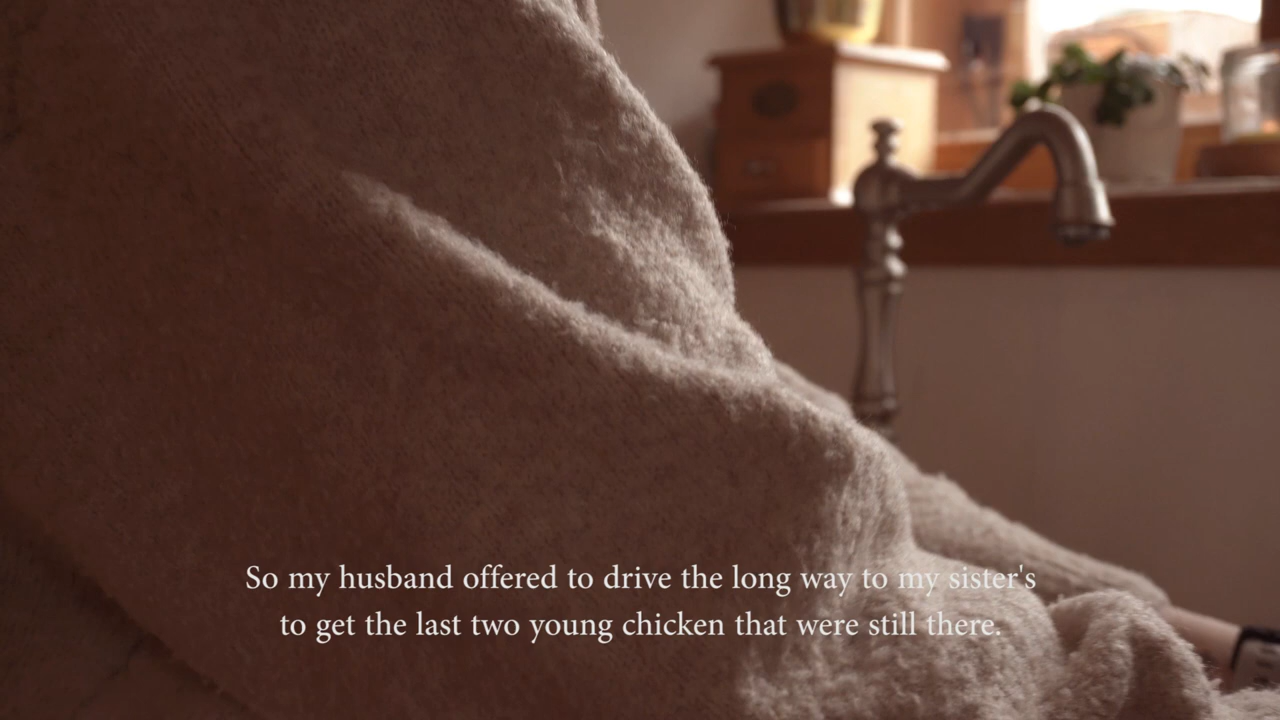 So my husband offered to drive the long way to my sister's
to get the last two young chicken that were still there.